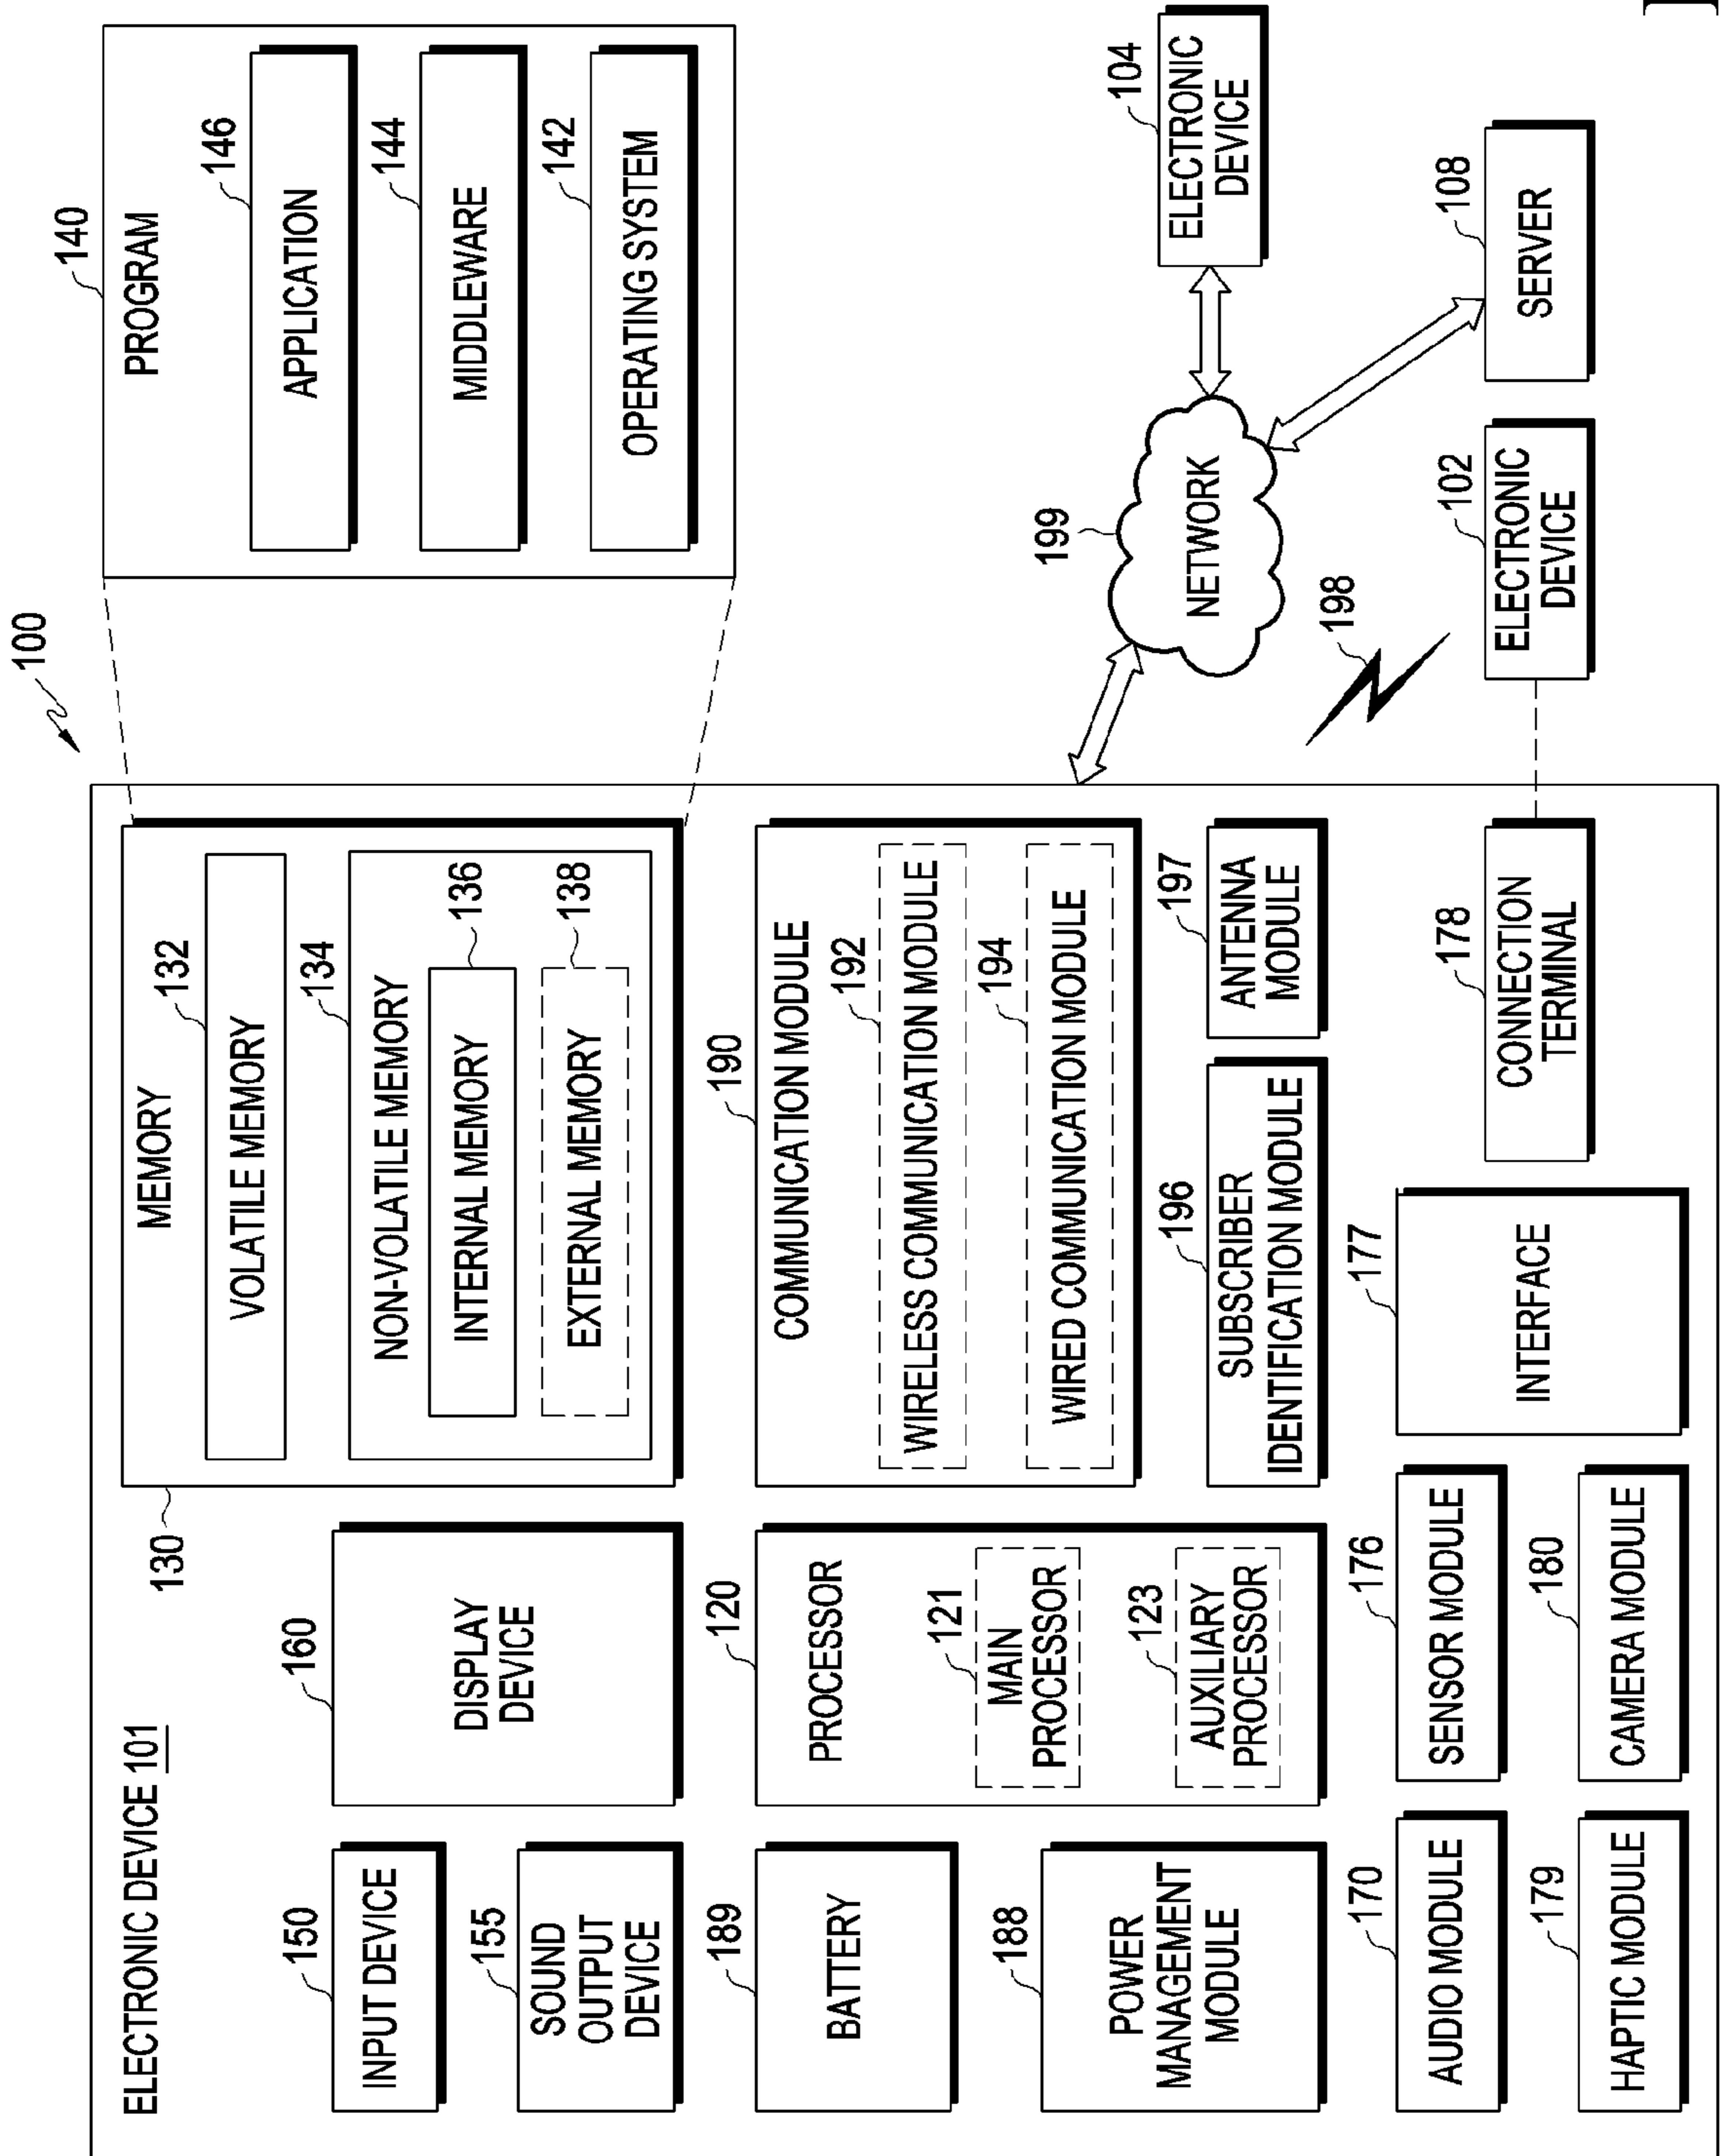 100
ELECTRONIC DEVICE 101
150
INPUT DEVICE
155
SOUND
OUTPUT
DEVICE
160
DISPLAY
DEVICE
130
MEMORY
132
VOLATILE MEMORY
134
NON-VOLATILE MEMORY
136
INTERNAL MEMORY
138
EXTERNAL MEMORY
140
PROGRAM
146
APPLICATION
144
MIDDLEWARE
142
OPERATING SYSTEM
189
BATTERY
188
POWER
MANAGEMENT
MODULE
120
PROCESSOR
121
MAIN
PROCESSOR
123
AUXILIARY
PROCESSOR
190
COMMUNICATION MODULE
192
WIRELESS COMMUNICATION MODULE
194
WIRED COMMUNICATION MODULE
196
SUBSCRIBER
IDENTIFICATION MODULE
197
ANTENNA
MODULE
170
AUDIO MODULE
176
SENSOR MODULE
177
INTERFACE
178
CONNECTION
TERMINAL
179
HAPTIC MODULE
180
CAMERA MODULE
199
NETWORK
104
ELECTRONIC
DEVICE
198
102
ELECTRONIC
DEVICE
108
SERVER